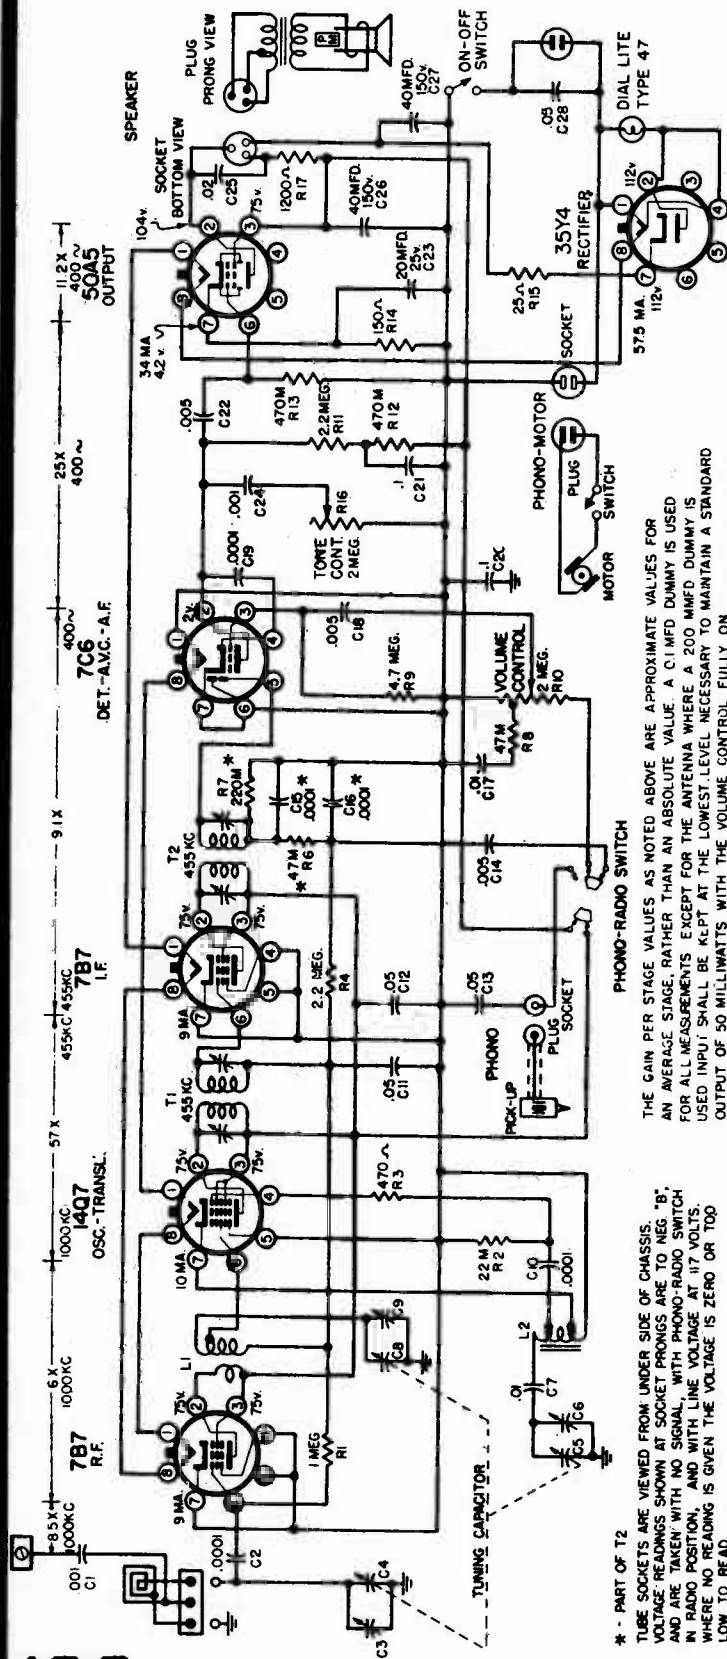 8.5 X
1000KC
6 X
1000KC
57 X
1000KC.
455KC
455KC
9.1X
400~
25X
400~
11.2 X
400~
7B7
R.F.
14Q7
OSC.-TRANSL.
7B7
I.F.
7C6
DET.-A.V.C.-A.F.
50A5
OUTPUT
SPEAKER
SOCKET
BOTTOM VIEW
PLUG
PRONG VIEW
P
M
.001
C1
.0001
C2
C3
C4
9 MA.
75v.
75v.
L1
1 MEG
R1
C8
C9
TUNING CAPACITOR
C5
C6
.01
C7
L2
C10
.0001
22 M
R2
470Ω
R3
10 MA.
75v.
75v.
T1
455KC
.05
C11
9 MA
75v.
75v.
T2
455 KC
2.2 MEG.
R4
.05
C12
.05
C13
PHONO
PICK-UP
PLUG
SOCKET
R7 *
220M
47M
R6
*
C15 *
.0001
C16 *
.0001
.005
C14
PHONO-RADIO SWITCH
.01
C17
47M
R8
VOLUME
CONTROL
2 MEG.
R10
4.7 MEG.
R9
.005
C18
2v.
.0001
C19
.001
C24
TONE
CONT.
2MEG.
R16
.1
C20
.005
C22
470M
R13
2.2MEG.
R11
470M
R12
.1
C21
PHONO-MOTOR
PLUG
SWITCH
MOTOR
SOCKET
34 MA
4.2 v.
104v.
75v.
150Ω
R14
20MFD.
25v.
C23
.02
C25
1200Ω
R17
40MFD.
150v.
C26
40MFD.
150v.
C27
25Ω
R15
ON-OFF
SWITCH
.05
C28
DIAL LITE
TYPE 47
35Y4
RECTIFIER
57.5 MA.
112v.
112v.
* - PART OF T2
TUBE SOCKETS ARE VIEWED FROM UNDER SIDE OF CHASSIS.
VOLTAGE READINGS SHOWN AT SOCKET PRONGS ARE TO NEG. "B",
AND ARE TAKEN WITH NO SIGNAL, WITH PHONO-RADIO SWITCH
IN RADIO POSITION, AND WITH LINE VOLTAGE AT 117 VOLTS.
WHERE NO READING IS GIVEN THE VOLTAGE IS ZERO OR TOO
LOW TO READ
THE GAIN PER STAGE VALUES AS NOTED ABOVE ARE APPROXIMATE VALUES FOR
AN AVERAGE STAGE, RATHER THAN AN ABSOLUTE VALUE. A 0.1 MFD DUMMY IS USED
FOR ALL MEASUREMENTS EXCEPT FOR THE ANTENNA WHERE A 200 MMFD DUMMY IS
USED INPUT SHALL BE KEPT AT THE LOWEST LEVEL NECESSARY TO MAINTAIN A STANDARD
OUTPUT OF 50 MILLIWATTS WITH THE VOLUME CONTROL FULLY ON